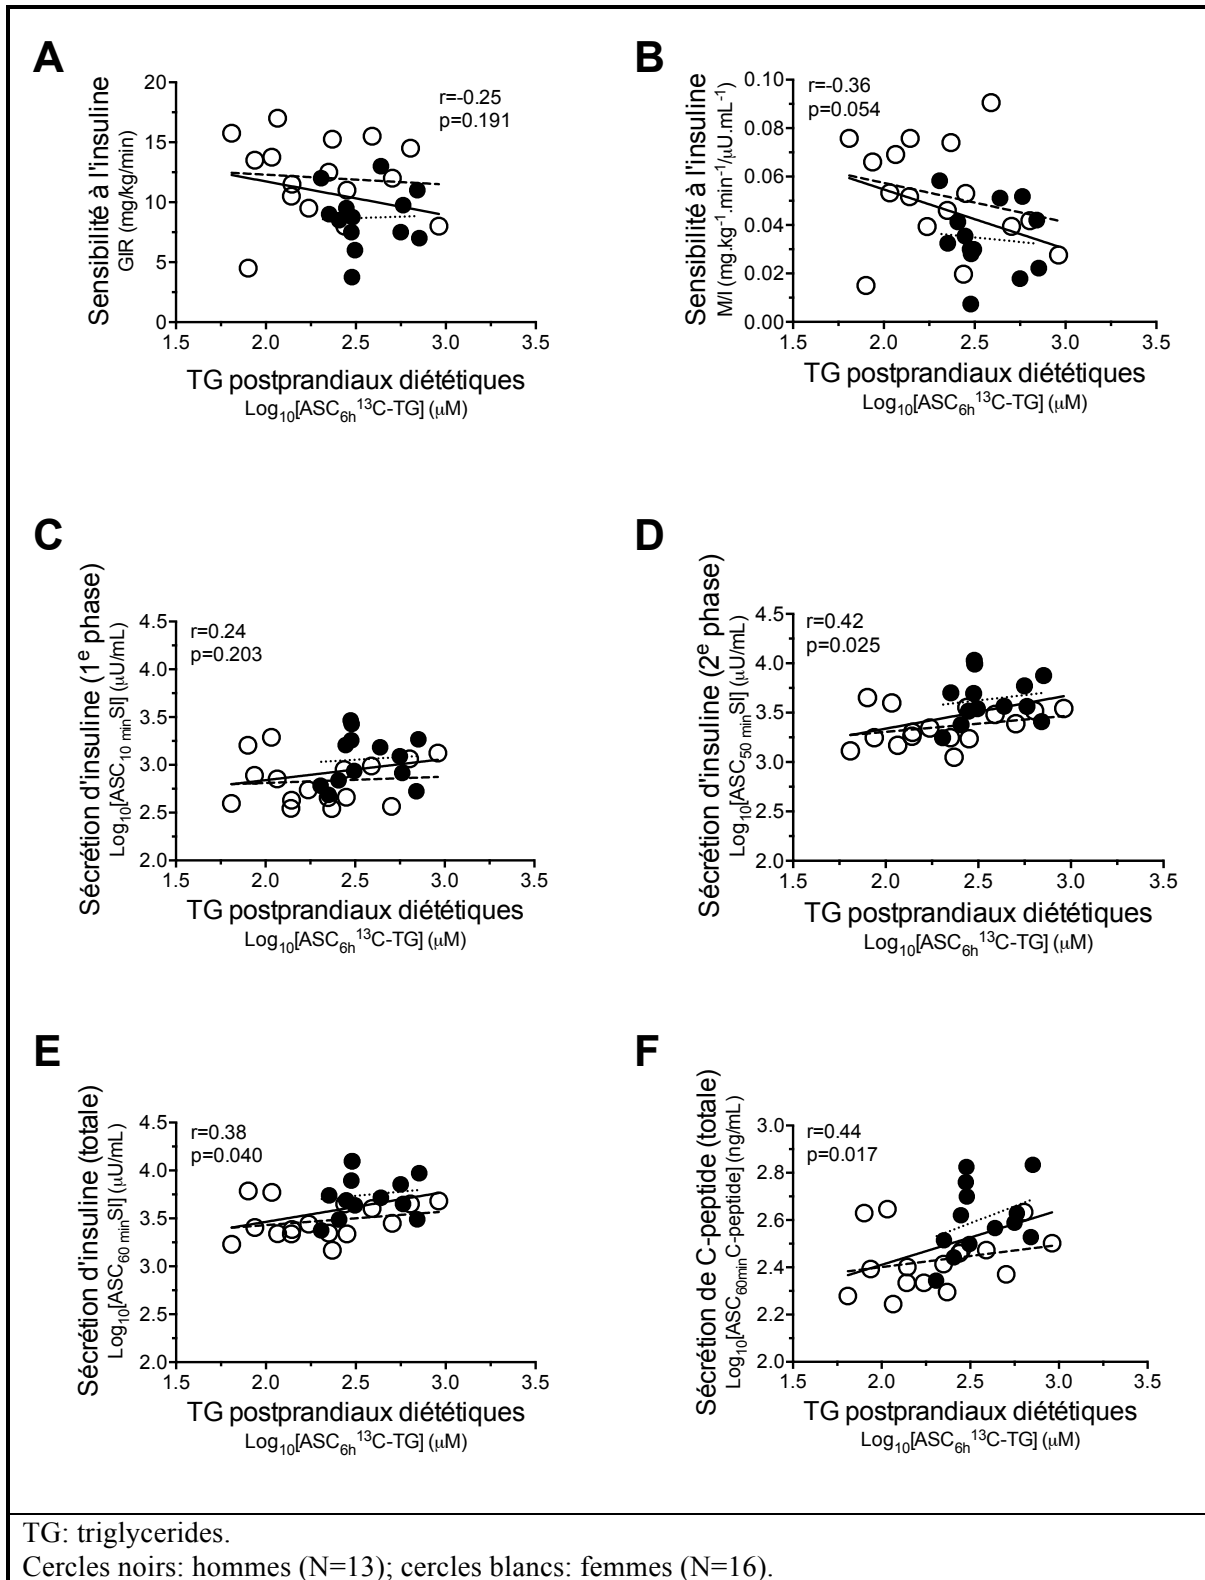 A
Sensibilité à l'insuline
GIR (mg/kg/min)
20
15
10
5
0
r=-0.25
p=0.191
1.5 2.0 2.5 3.0 3.5
TG postprandiaux diététiques
Log10[ASC6h13C-TG] (μM)
B
Sensibilité à l'insuline
M/I (mg.kg-1.min-1/μU.mL-1)
0.10
0.08
0.06
0.04
0.02
0.00
r=-0.36
p=0.054
1.5 2.0 2.5 3.0 3.5
TG postprandiaux diététiques
Log10[ASC6h13C-TG] (μM)
C
Sécrétion d'insuline (1e phase)
Log10[ASC10 minSI] (μU/mL)
4.5
4.0
3.5
3.0
2.5
2.0
r=0.24
p=0.203
1.5 2.0 2.5 3.0 3.5
TG postprandiaux diététiques
Log10[ASC6h13C-TG] (μM)
D
Sécrétion d'insuline (2e phase)
Log10[ASC50 minSI] (μU/mL)
4.5
4.0
3.5
3.0
2.5
2.0
r=0.42
p=0.025
1.5 2.0 2.5 3.0 3.5
TG postprandiaux diététiques
Log10[ASC6h13C-TG] (μM)
E
Sécrétion d'insuline (totale)
Log10[ASC60 minSI] (μU/mL)
4.5
4.0
3.5
3.0
2.5
2.0
r=0.38
p=0.040
1.5 2.0 2.5 3.0 3.5
TG postprandiaux diététiques
Log10[ASC6h13C-TG] (μM)
F
Sécrétion de C-peptide (totale)
Log10[ASC60minC-peptide] (ng/mL)
3.0
2.8
2.6
2.4
2.2
2.0
r=0.44
p=0.017
1.5 2.0 2.5 3.0 3.5
TG postprandiaux diététiques
Log10[ASC6h13C-TG] (μM)
TG: triglycerides.
Cercles noirs: hommes (N=13); cercles blancs: femmes (N=16).